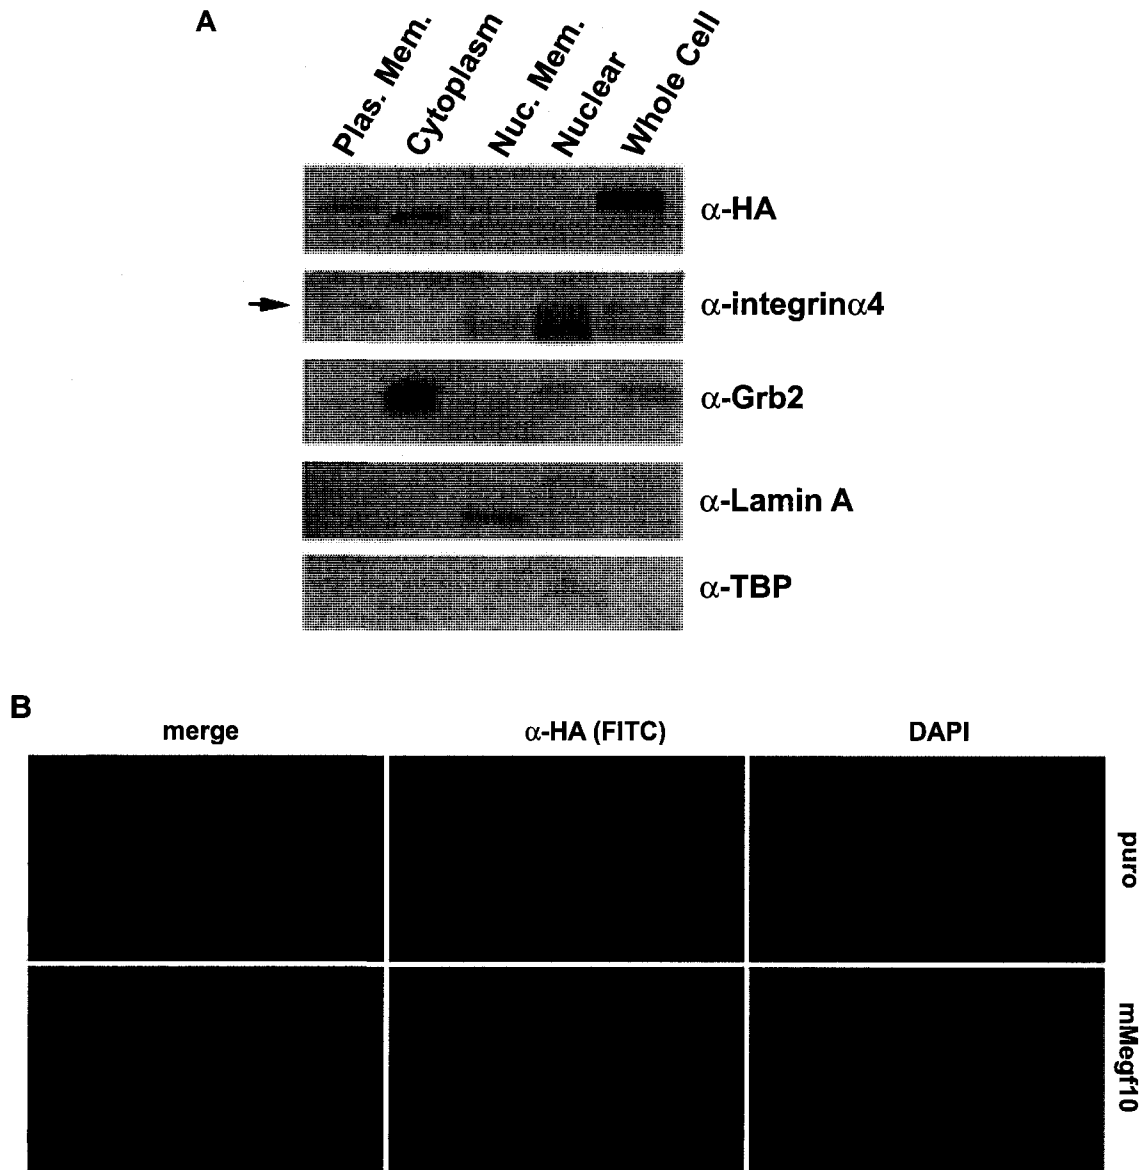 A
Plas. Mem.
Cytoplasm
Nuc. Mem.
Nuclear
Whole Cell
α-HA
α-integrinα4
α-Grb2
α-Lamin A
α-TBP
B
merge
α-HA (FITC)
DAPI
puro
mMegf10